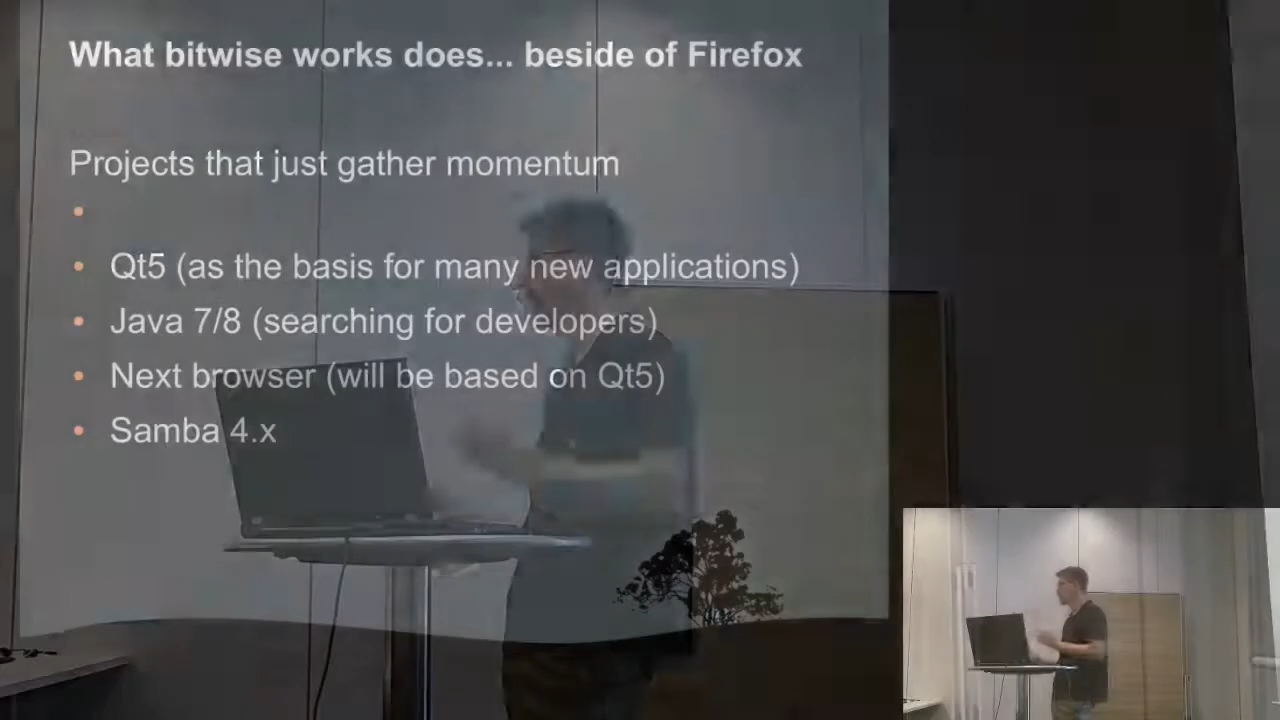 What bitwise works does... beside of Firefox
Projects that just gather momentum
Qt5 (as the basis for many new applications)
Java 7/8 (searching for developers)
Next browser (will be based on Qt5)
Samba 4.x